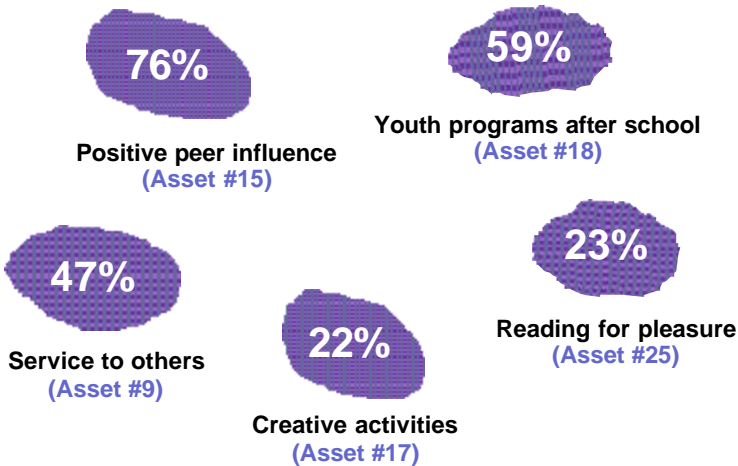 76%
Positive peer influence
(Asset #15)
59%
Youth programs after school
(Asset #18)
47%
Service to others
(Asset #9)
22%
Creative activities
(Asset #17)
23%
Reading for pleasure
(Asset #25)